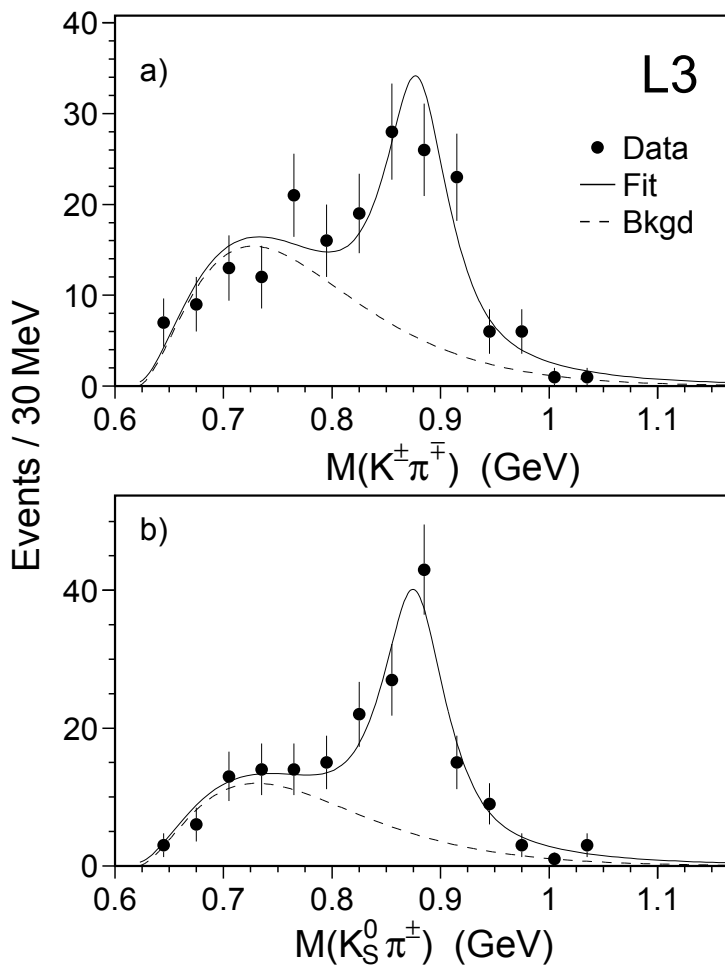 a)
L3
Data
Fit
Bkgd
40
30
20
10
0
0.6 0.7 0.8 0.9 1 1.1
M(K±π∓) (GeV)
Events / 30 MeV
b)
40
20
0
0.6 0.7 0.8 0.9 1 1.1
M(K⁰Sπ±) (GeV)